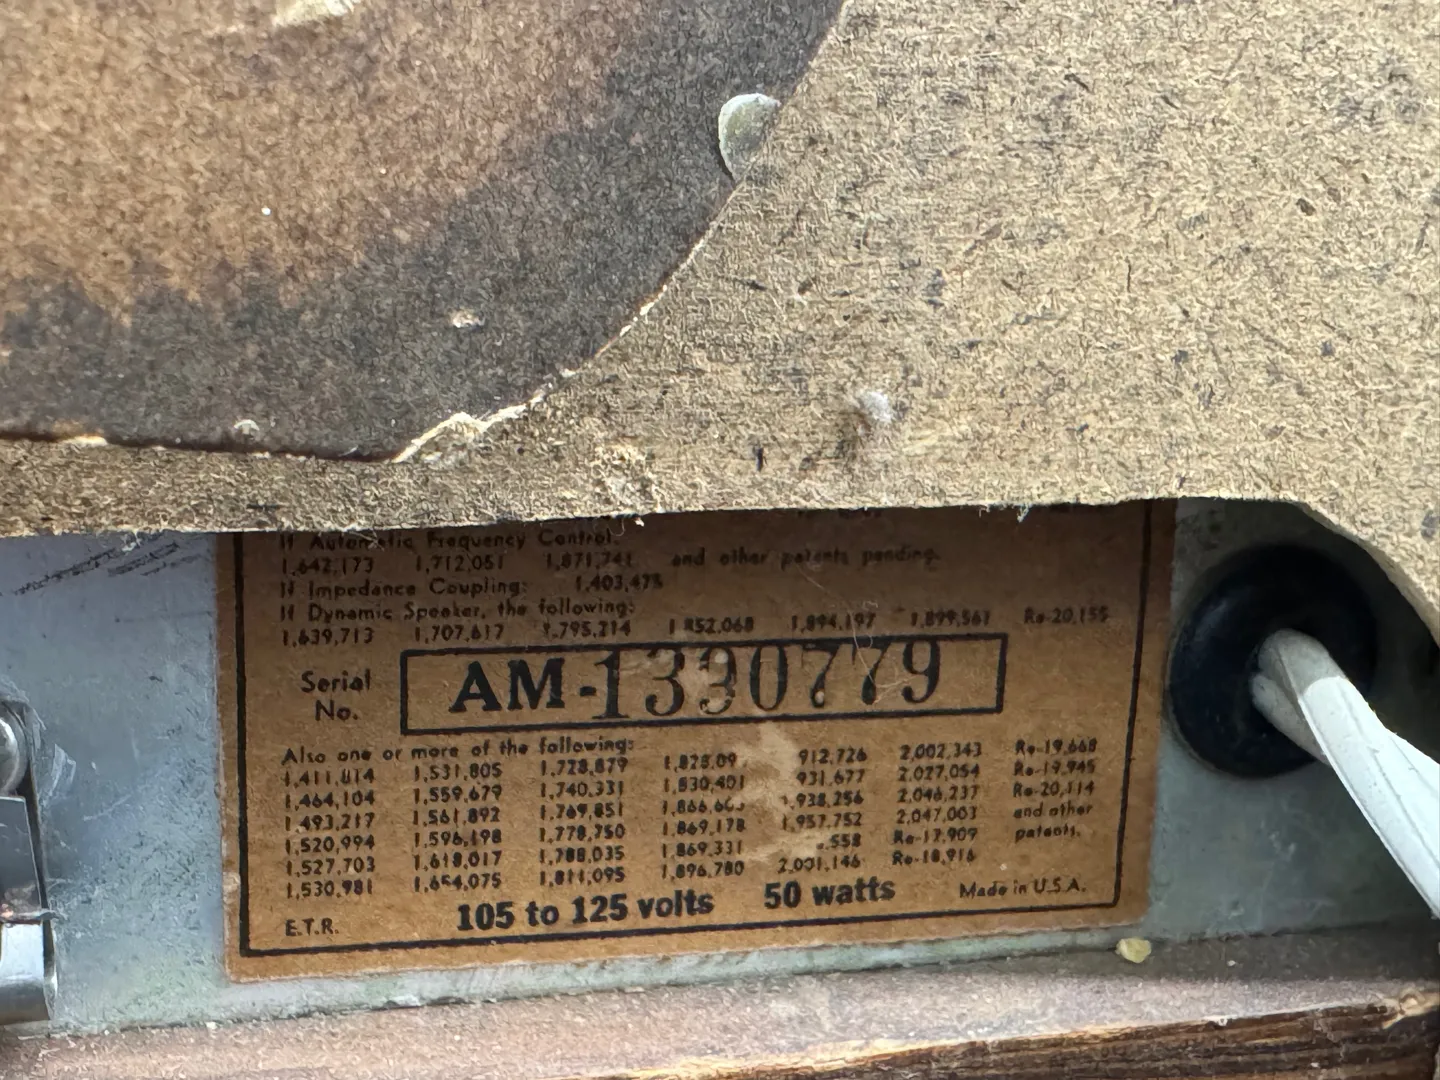 If Automatic Frequency Control.
1,642,173 1,712,051 1,871,741 and other patents pending.
If Impedance Coupling: 1,403,475
If Dynamic Speaker, the following:
1,639,713 1,707,617 1,795,214 1,852,068 1,894,197 1,899,561 Re-20,155
Serial No. AM-1330779
Also one or more of the following:
1,411,814 1,531,805 1,728,879 912,726 2,002,343 Re-19,668
1,464,104 1,559,679 1,740,331 1,830,401 931,677 2,027,054 Re-19,945
1,493,217 1,561,892 1,769,851 1,938,256 2,046,237 Re-20,114
1,520,994 1,596,198 1,778,750 1,869,178 1,957,752 2,047,003 and other
1,527,703 1,618,017 1,788,035 1,869,331 558 Re-17,909 patents.
1,530,981 1,654,075 1,811,095 1,896,780 2,001,146 Re-18,916
E.T.R. 105 to 125 volts 50 watts Made in U.S.A.